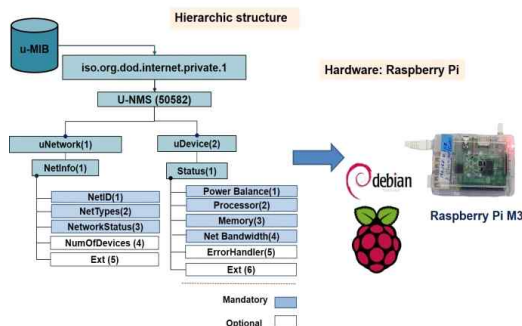 Hierarchic structure
u-MIB
iso.org.dod.internet.private.1
Hardware: Raspberry Pi
U-NMS (50582)
uNetwork(1)
uDevice(2)
NetInfo(1)
Status(1)
NetID(1)
NetTypes(2)
NetworkStatus(3)
NumOfDevices (4)
Ext (5)
Power Balance(1)
Processor(2)
Memory(3)
Net Bandwidth(4)
ErrorHandler(5)
Ext (6)
debian
Raspberry Pi M3
Mandatory
Optional